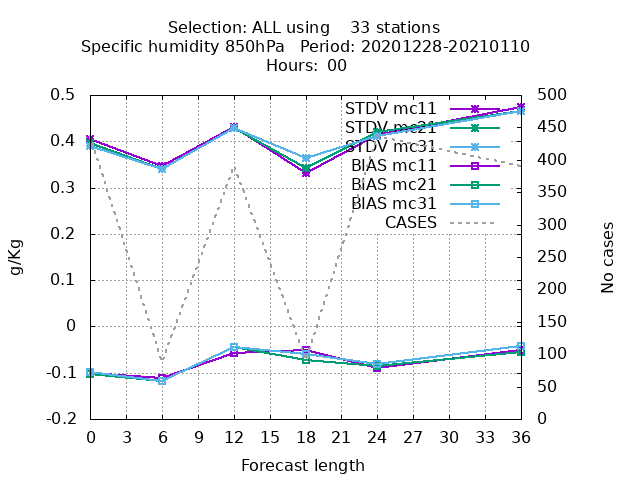 Selection: ALL using    33 stations
Specific humidity 850hPa   Period: 20201228-20210110
Hours: 00
0.5
0.4
0.3
0.2
0.1
0
-0.1
-0.2
g/Kg
STDV mc11
STDV mc21
STDV mc31
BIAS mc11
BIAS mc21
BIAS mc31
CASES
500
450
400
350
300
250
200
150
100
50
0
No cases
0 3 6 9 12 15 18 21 24 27 30 33 36
Forecast length